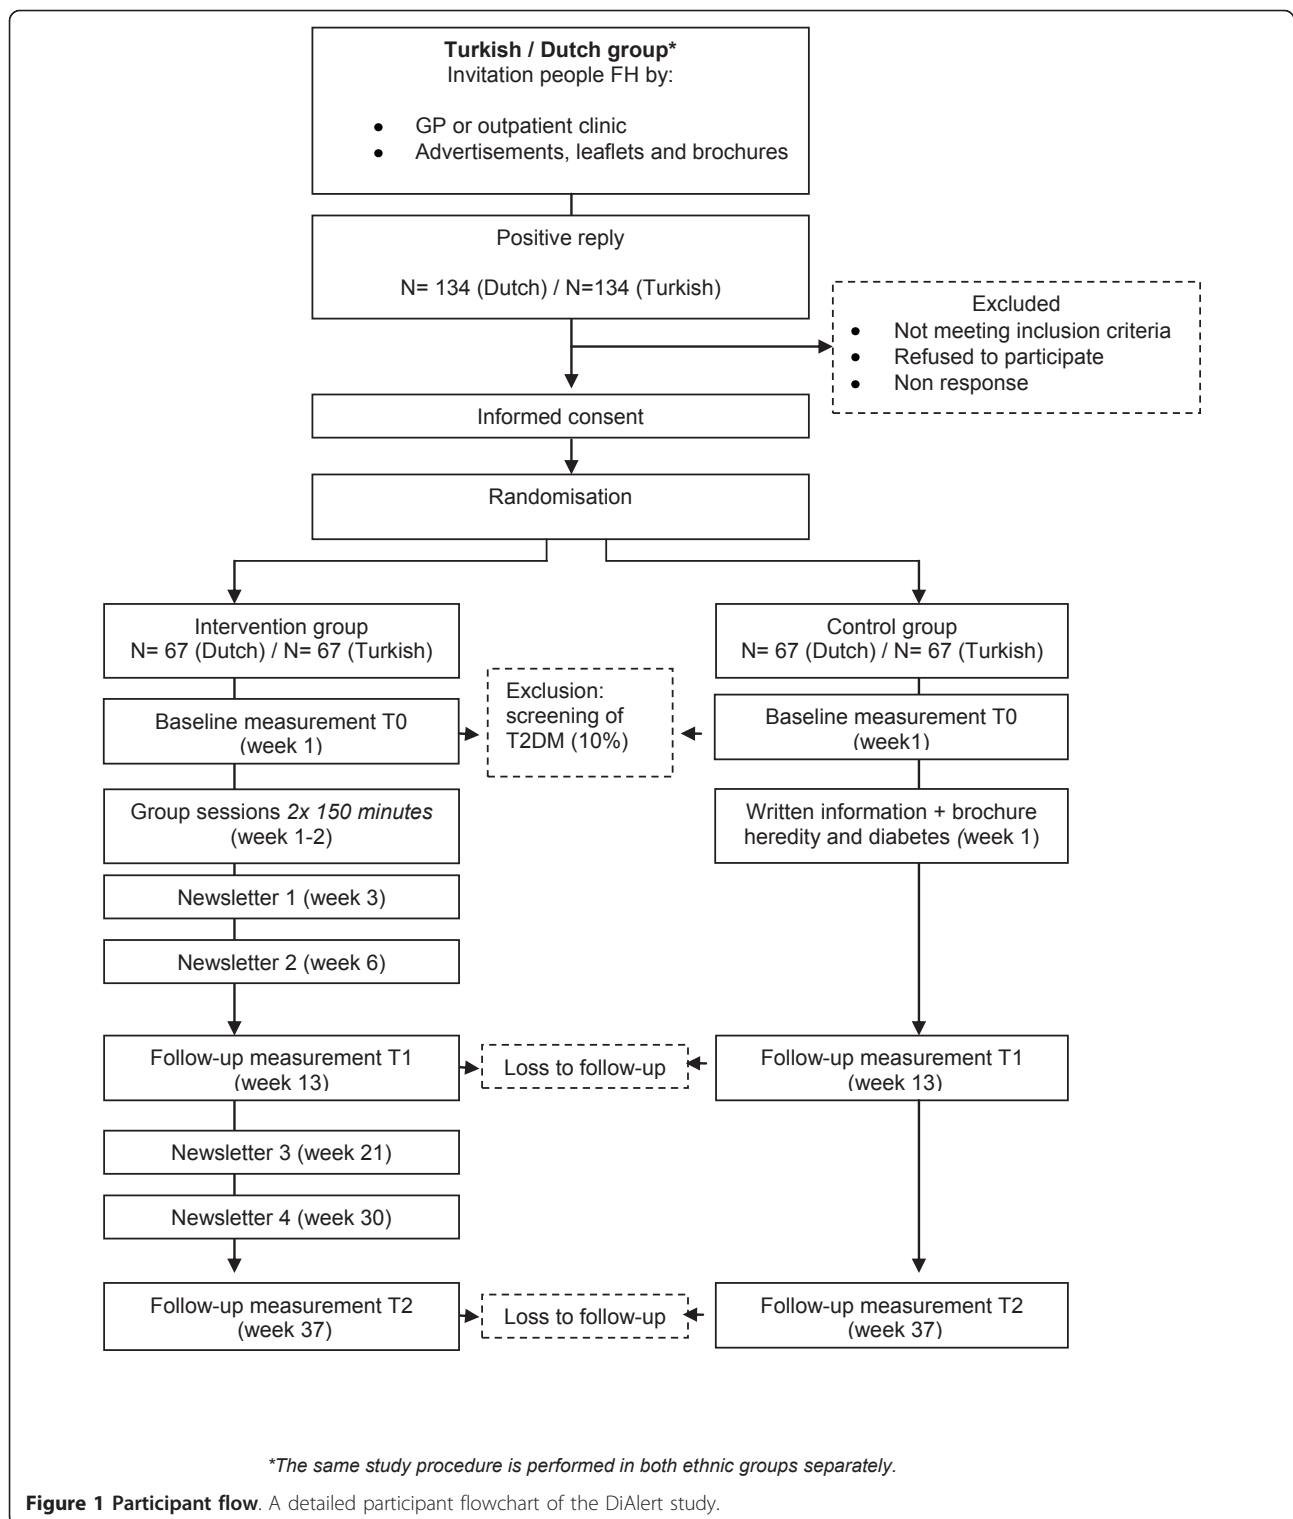 Turkish / Dutch group*
Invitation people FH by:
• GP or outpatient clinic
• Advertisements, leaflets and brochures
Positive reply
N= 134 (Dutch) / N=134 (Turkish)
Excluded
• Not meeting inclusion criteria
• Refused to participate
• Non response
Informed consent
Randomisation
Intervention group
N= 67 (Dutch) / N= 67 (Turkish)
Control group
N= 67 (Dutch) / N= 67 (Turkish)
Baseline measurement T0
(week 1)
Exclusion:
screening of
T2DM (10%)
Baseline measurement T0
(week1)
Group sessions 2x 150 minutes
(week 1-2)
Written information + brochure
heredity and diabetes (week 1)
Newsletter 1 (week 3)
Newsletter 2 (week 6)
Follow-up measurement T1
(week 13)
Loss to follow-up
Follow-up measurement T1
(week 13)
Newsletter 3 (week 21)
Newsletter 4 (week 30)
Follow-up measurement T2
(week 37)
Loss to follow-up
Follow-up measurement T2
(week 37)
*The same study procedure is performed in both ethnic groups separately.
Figure 1 Participant flow. A detailed participant flowchart of the DiAlert study.